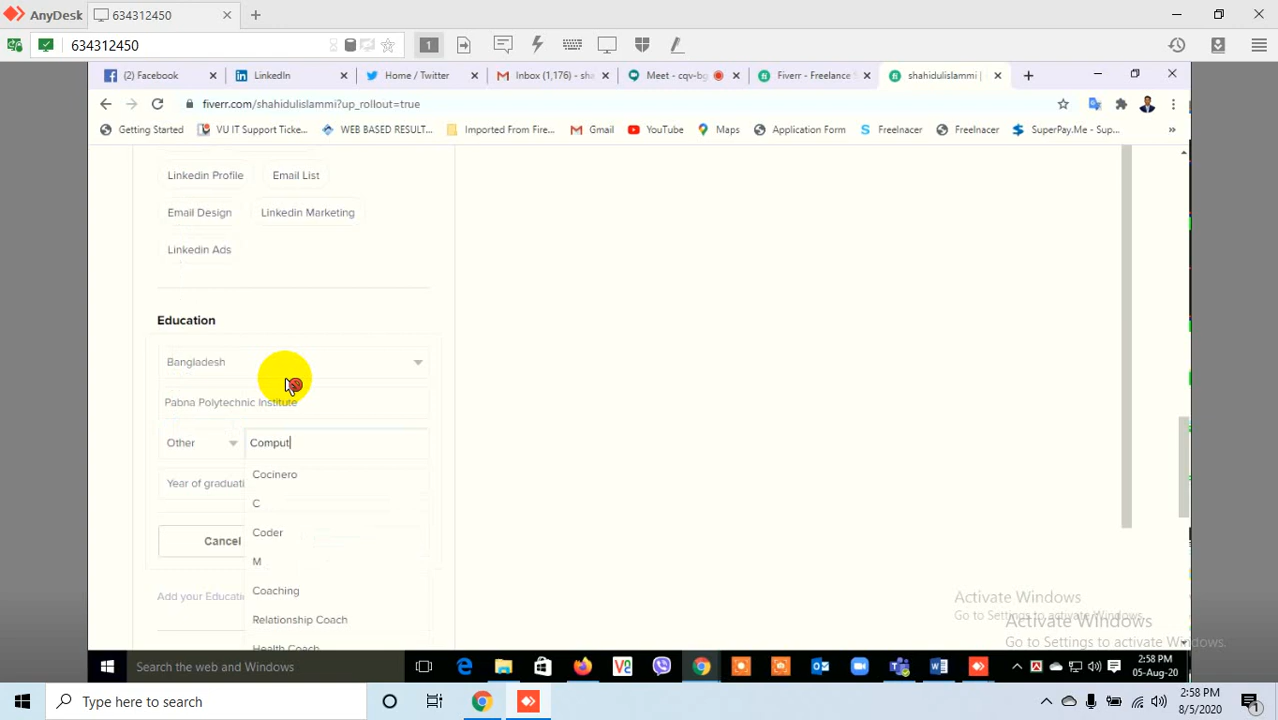 AnyDesk
634312450
634312450
1
Facebook
LinkedIn
Home / Twitter
Inbox (1,176) - sha
Meet - cqv-bg
Fiverr - Freelance S
shahidulislammi |
fiverr.com/shahidulislammi?up_rollout=true
Getting Started
VU IT Support Ticke...
WEB BASED RESULT...
Imported From Fire...
Gmail
YouTube
Maps
Application Form
Freelnacer
Freelnacer
SuperPay.Me - Sup...
»
Linkedin Profile
Email List
Email Design
Linkedin Marketing
Linkedin Ads
Education
Bangladesh
Pabna Polytechnic Institute
Other
Comput
Cocinero
Year of graduati
C
Coder
Cancel
M
Coaching
Add your Educati
Relationship Coach
Health Coach
Activate Windows
Go to Settings to activate Windows.
Activate Windows
Go to Settings to activate Windows.
Search the web and Windows
2:58 PM
05-Aug-20
Type here to search
2:58 PM
8/5/2020
1